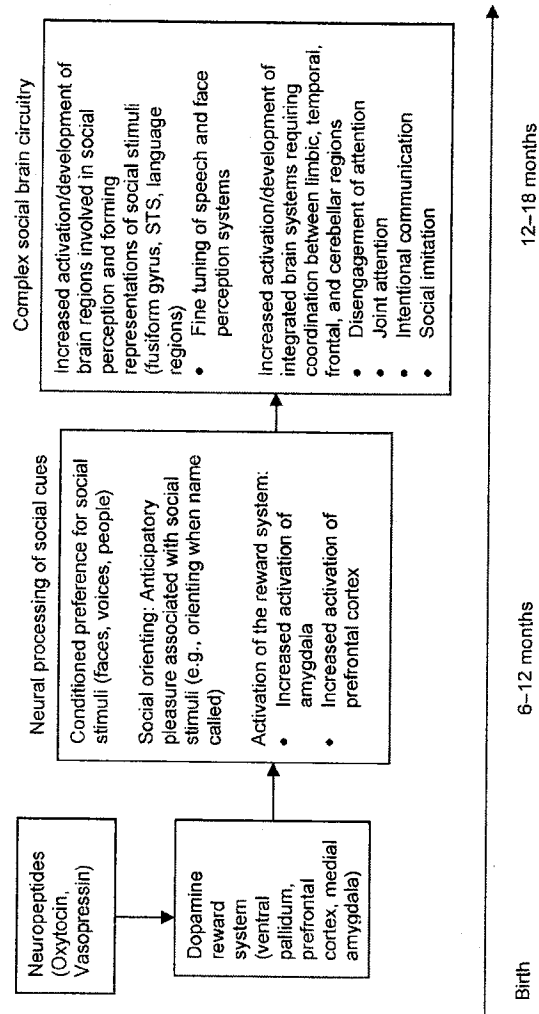 Neuropeptides
(Oxytocin,
Vasopressin)
Dopamine
reward
system
(ventral
pallidum,
prefrontal
cortex, medial
amygdala)
Neural processing of social cues
Conditioned preference for social
stimuli (faces, voices, people)
Social orienting: Anticipatory
pleasure associated with social
stimuli (e.g., orienting when name
called)
Activation of the reward system:
• Increased activation of
amygdala
• Increased activation of
prefrontal cortex
Complex social brain circuitry
Increased activation/development of
brain regions involved in social
perception and forming
representations of social stimuli
(fusiform gyrus, STS, language
regions)
• Fine tuning of speech and face
perception systems
Increased activation/development of
integrated brain systems requiring
coordination between limbic, temporal,
frontal, and cerebellar regions
• Disengagement of attention
• Joint attention
• Intentional communication
• Social imitation
Birth
6–12 months
12–18 months